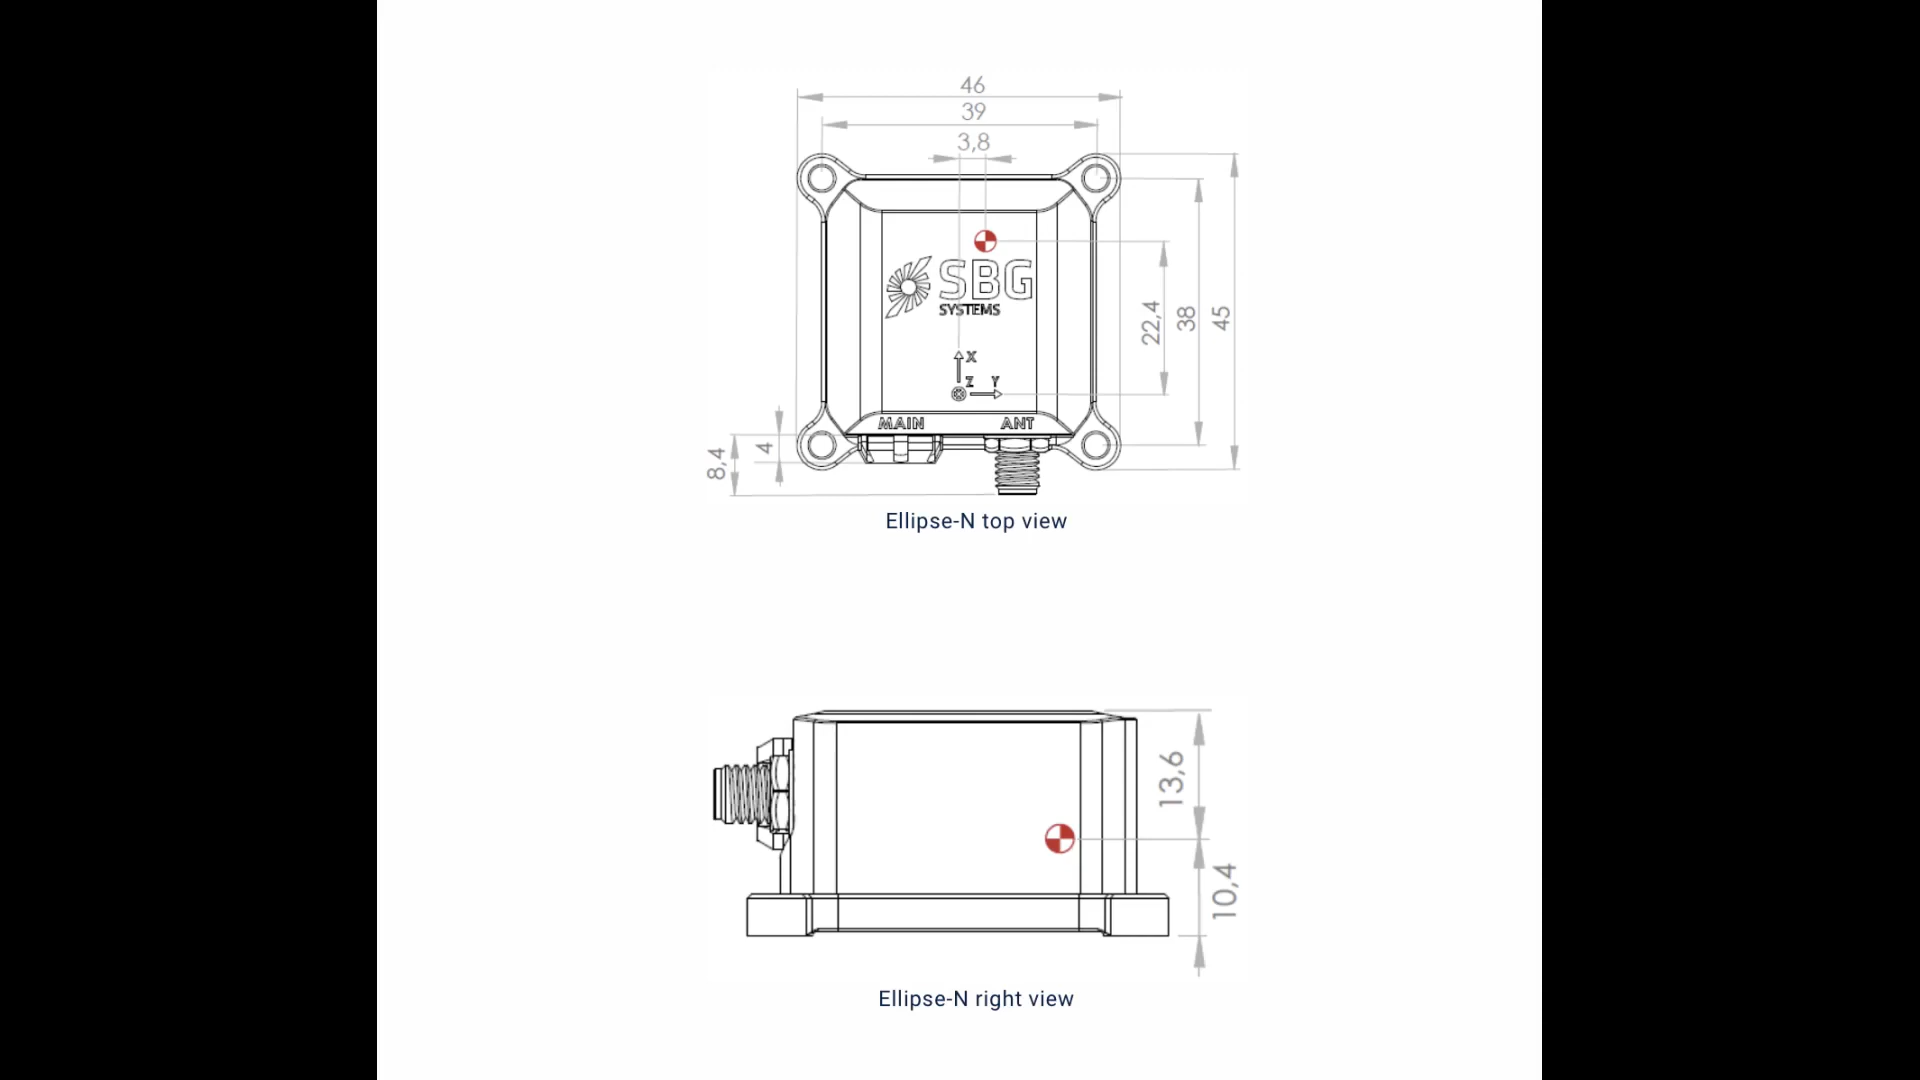 46
39
3,8
SBG
SYSTEMS
22,4
38
45
X
Z Y
MAIN ANT
8,4
4
Ellipse-N top view
13,6
10,4
Ellipse-N right view